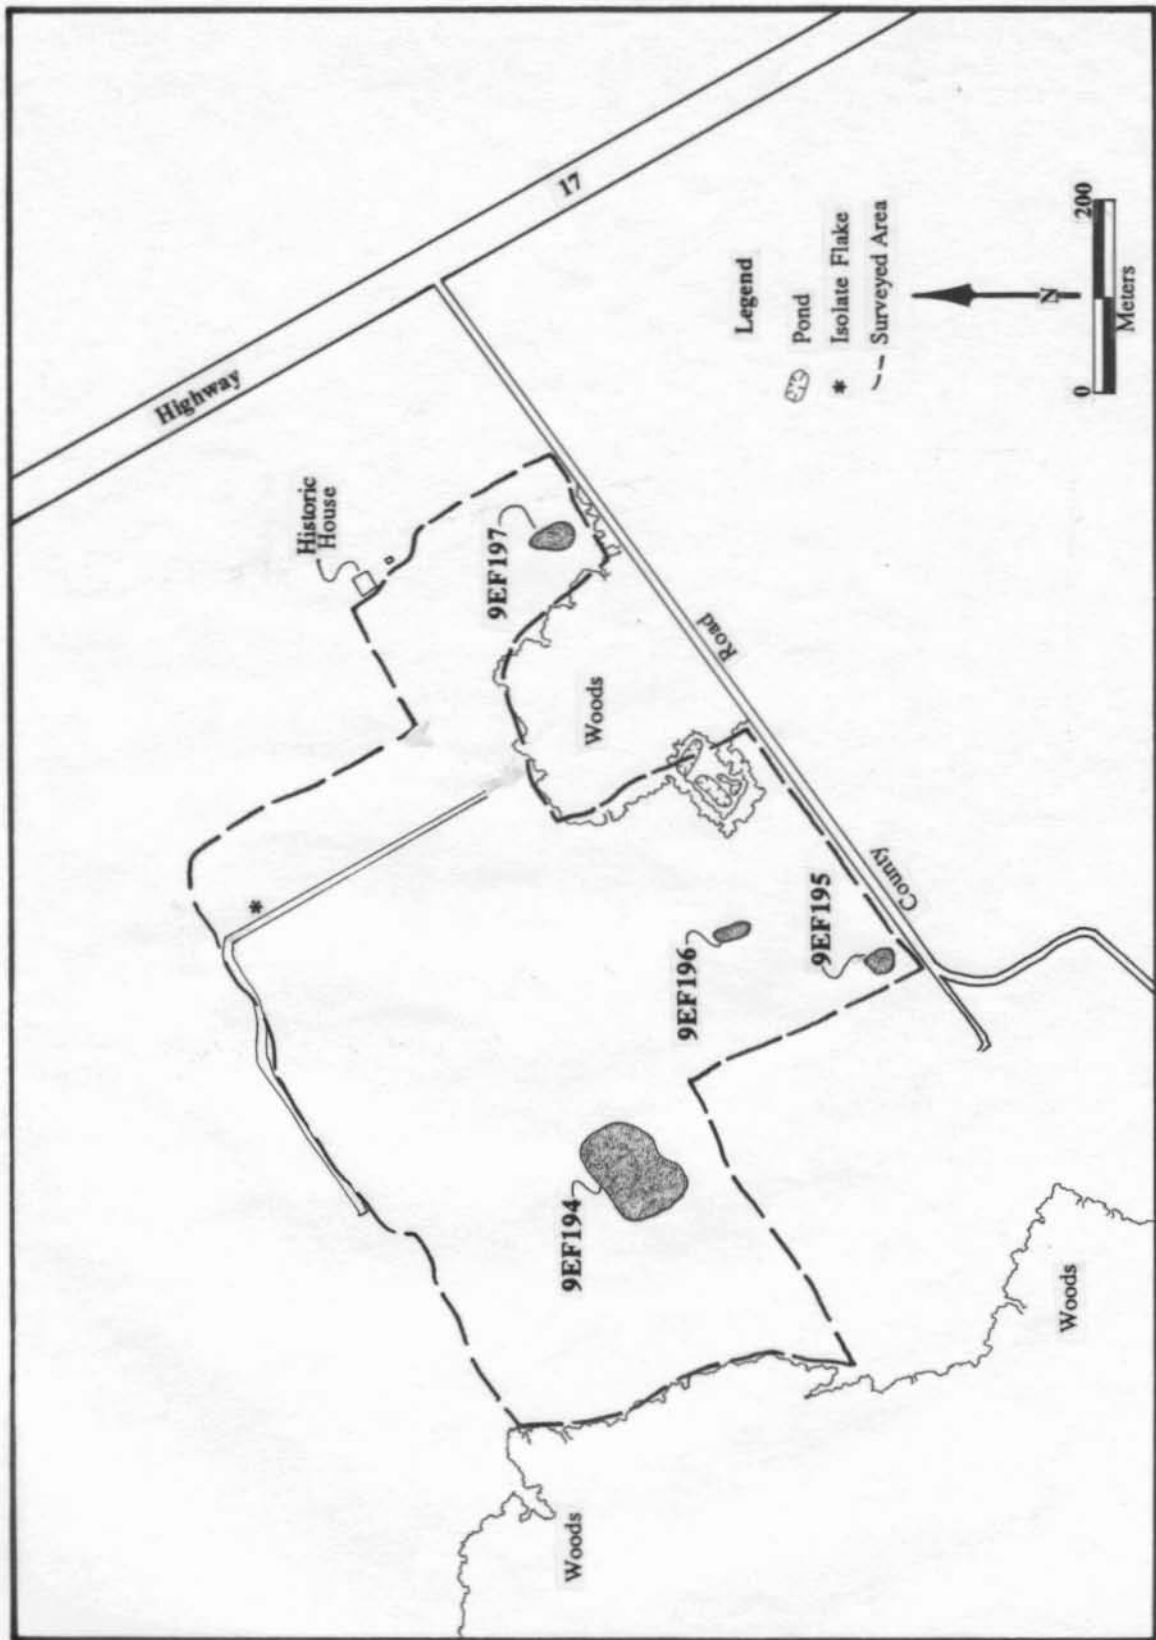 Highway
17
Historic
House
9EF197
Woods
Road
County
9EF196
9EF195
9EF194
Woods
Woods
Legend
Pond
* Isolate Flake
Surveyed Area
N
0 200
Meters